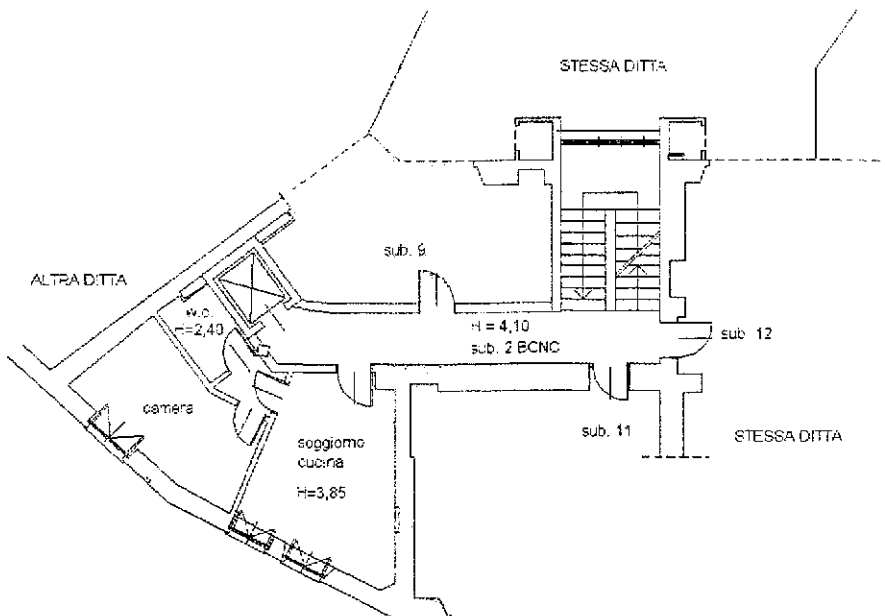 STESSA DITTA
sub. 9
ALTRA DITTA
w.c.
H=2,40
H = 4,10
sub. 2 BCNC
sub. 12
camera
soggiorno
cucina
H=3,85
sub. 11
STESSA DITTA